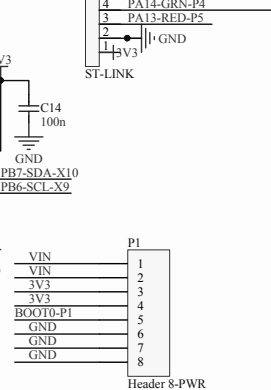 4 PA14-GRN-P4
3 PA13-RED-P5
2 GND
1 3V3
ST-LINK
V3
C14
100n
GND
PB7-SDA-X10
PB6-SCL-X9
P1
VIN 1
VIN 2
3V3 3
3V3 4
BOOT0-P1 5
GND 6
GND 7
GND 8
Header 8-PWR